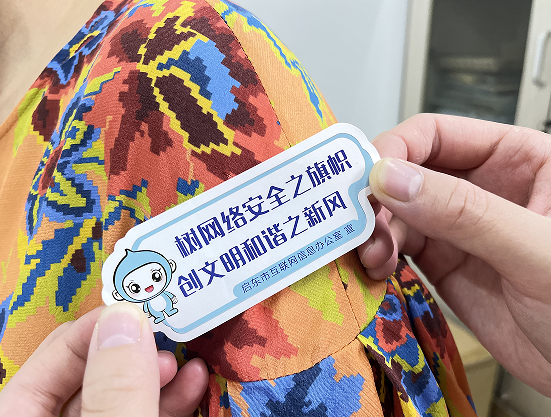 树网络安全之旗帜
创文明和谐之新风
启东市互联网信息办公室 宣